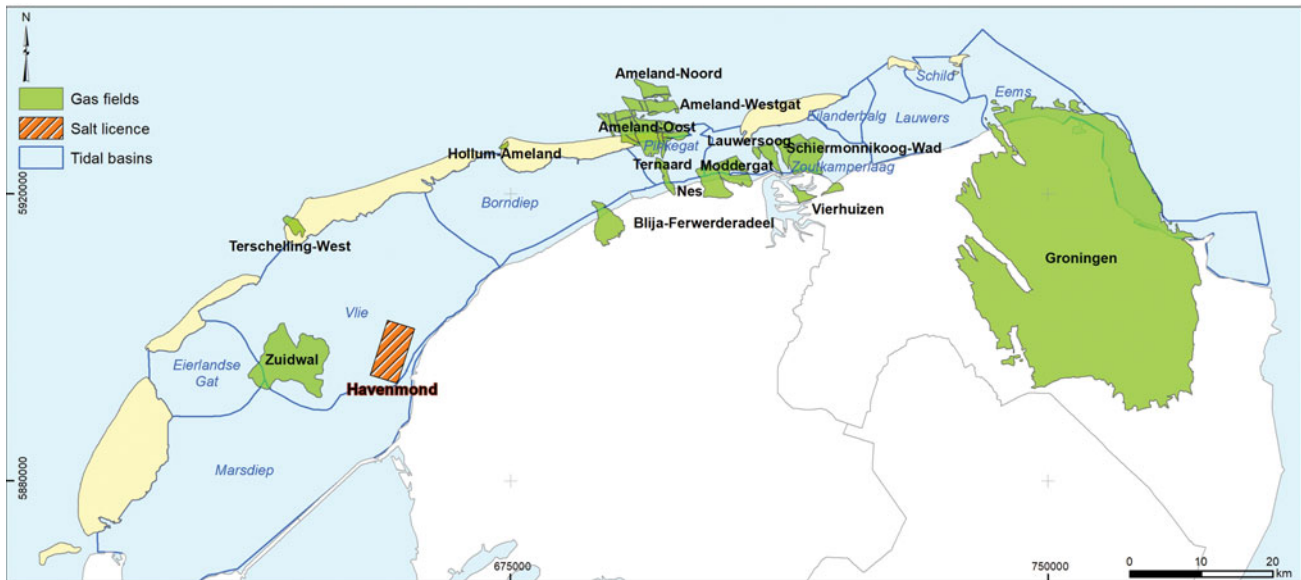 N
Gas fields
Salt licence
Tidal basins
Ameland-Noord
Ameland-Westgat
Ameland-Oost
Pinkegat
Hollum-Ameland
Ternaard
Lauwersoog
Moddergat
Nes
Schiermonnikoog-Wad
Zoutkamperlaag
Eilanderbalg
Lauwers
Schild
Eems
Borndiep
Blija-Ferwerderadeel
Vierhuizen
Terschelling-West
Groningen
Vlie
Eierlandse
Gat
Zuidwal
Havenmond
Marsdiep
5920000
5880000
675000
750000
0 10 20
km